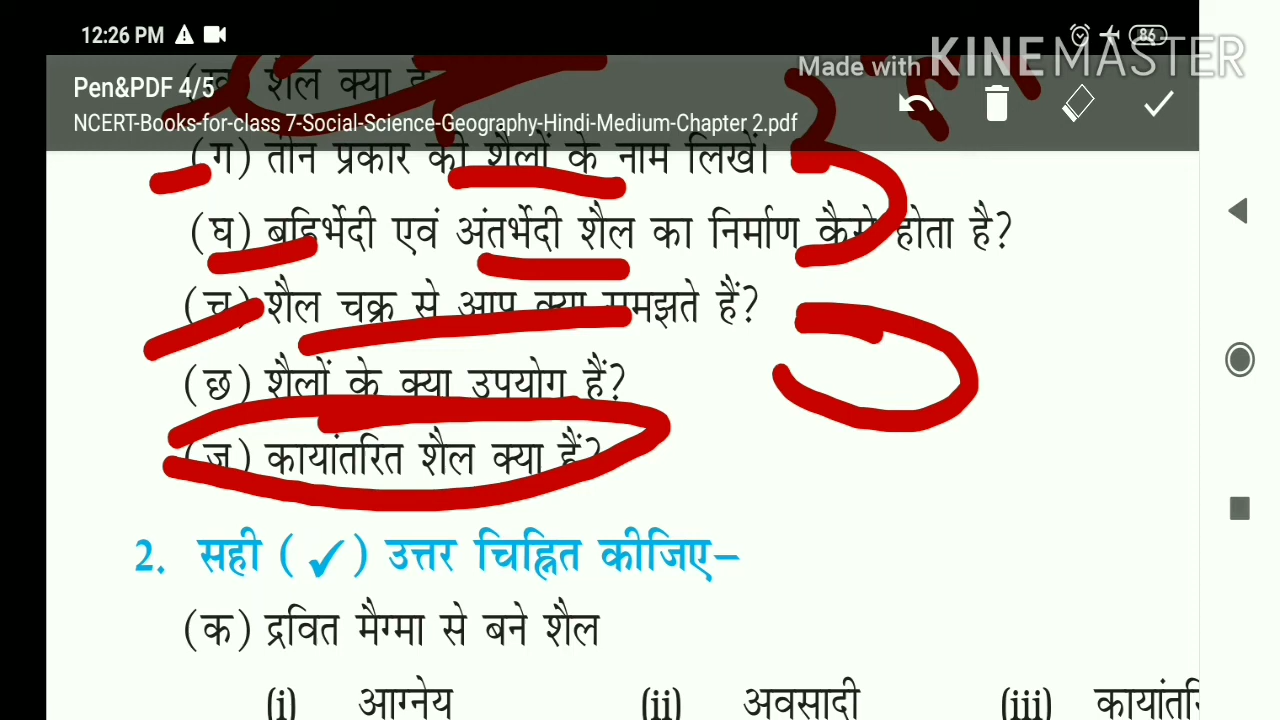 12:26 PM
86
Made with KINEMASTER
Pen&PDF 4/5
NCERT-Books-for-class 7-Social-Science-Geography-Hindi-Medium-Chapter 2.pdf
(ख) शैल क्या है
(ग) तीन प्रकार की शैलों के नाम लिखें।
(घ) बहिर्भेदी एवं अंतर्भेदी शैल का निर्माण कैसे होता है?
(च) शैल चक्र से आप क्या समझते हैं?
(छ) शैलों के क्या उपयोग हैं?
(ज) कायांतरित शैल क्या हैं?
2. सही (✓) उत्तर चिह्नित कीजिए–
(क) द्रवित मैग्मा से बने शैल
(i) आग्नेय (ii) अवसादी (iii)